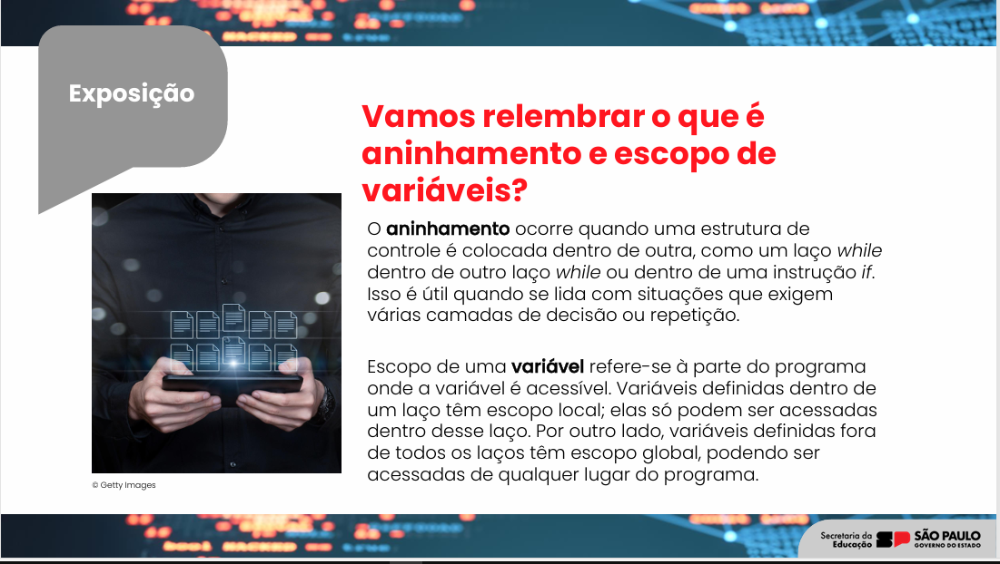 HACKED
Exposição
Vamos relembrar o que é
aninhamento e escopo de
variáveis?
O aninhamento ocorre quando uma estrutura de
controle é colocada dentro de outra, como um laço while
dentro de outro laço while ou dentro de uma instrução if.
Isso é útil quando se lida com situações que exigem
várias camadas de decisão ou repetição.
Escopo de uma variável refere-se à parte do programa
onde a variável é acessível. Variáveis definidas dentro de
um laço têm escopo local; elas só podem ser acessadas
dentro desse laço. Por outro lado, variáveis definidas fora
de todos os laços têm escopo global, podendo ser
acessadas de qualquer lugar do programa.
© Getty Images
bool HACKED == true
Secretaria da
Educação
SÃO PAULO
GOVERNO DO ESTADO